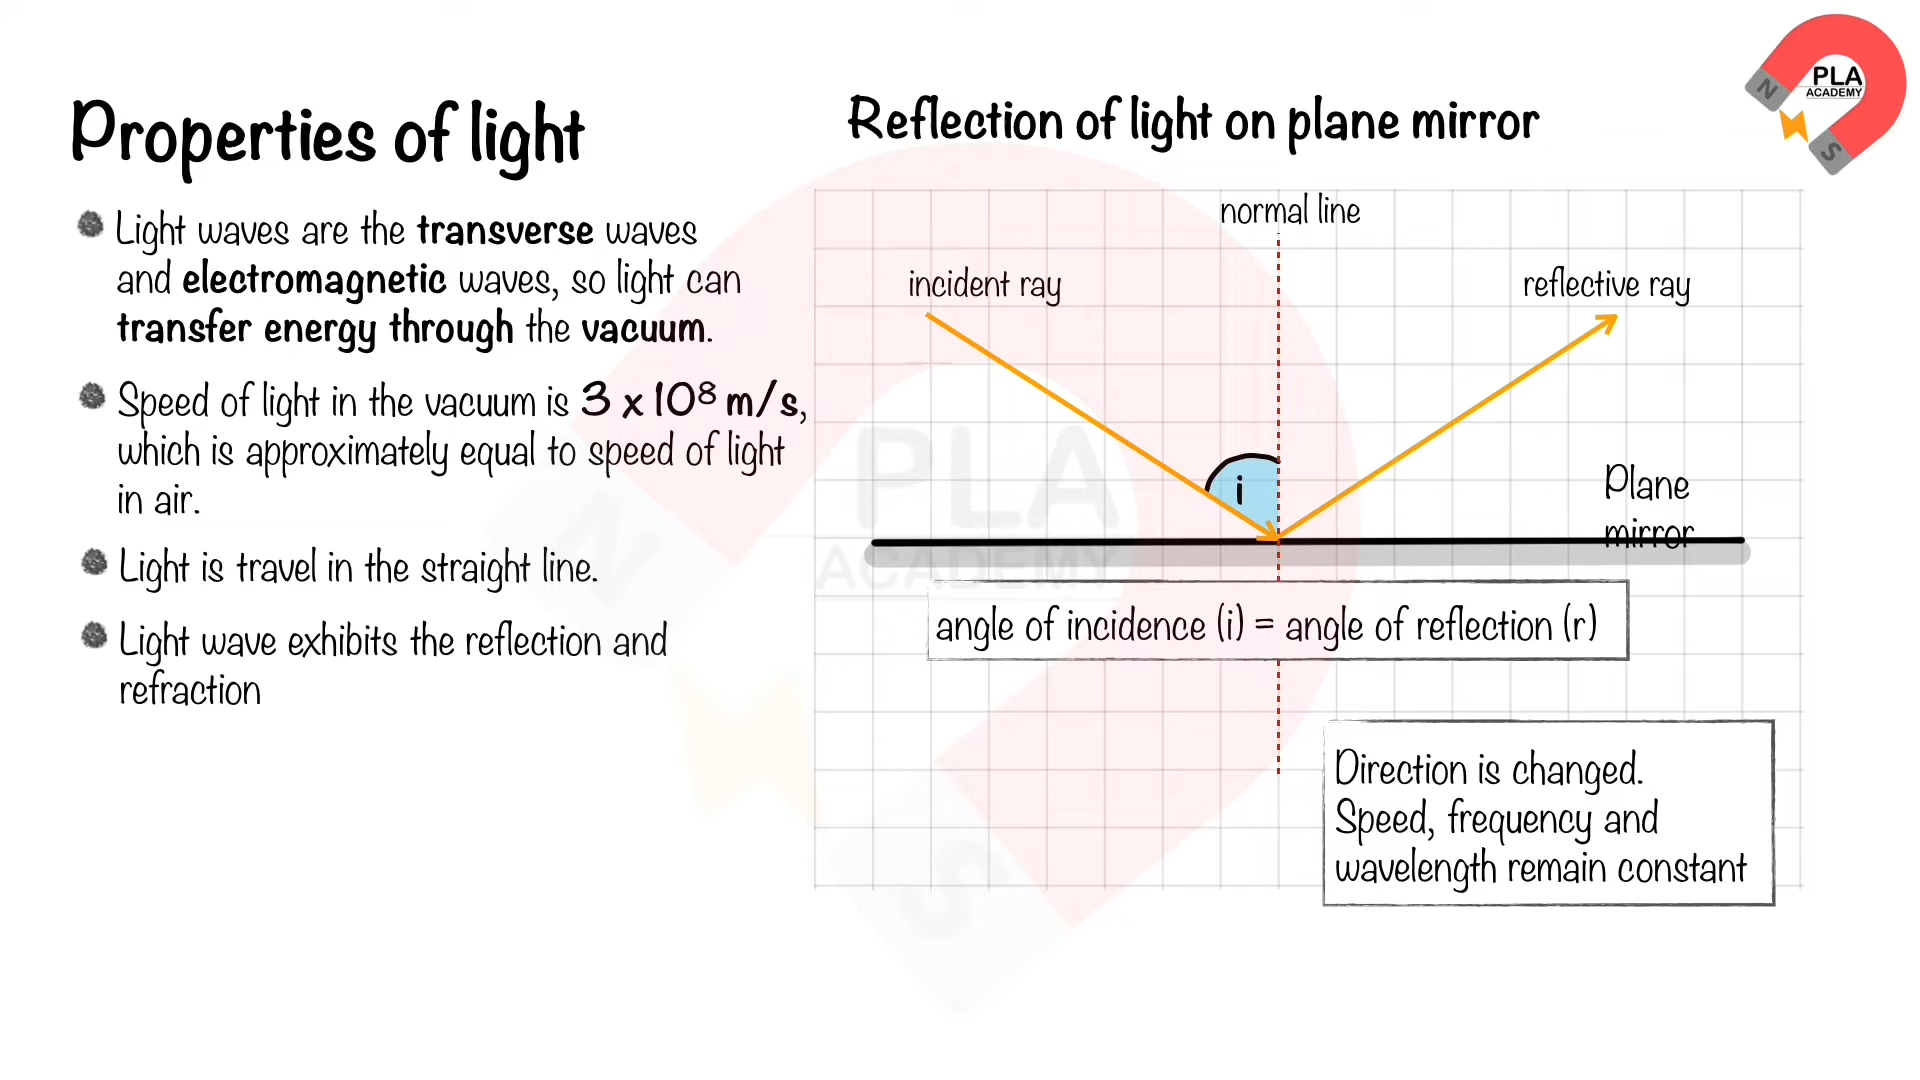 Properties of light
Light waves are the transverse waves
and electromagnetic waves, so light can
transfer energy through the vacuum.
Speed of light in the vacuum is 3 x 10⁸ m/s,
which is approximately equal to speed of light
in air.
Light is travel in the straight line.
Light wave exhibits the reflection and
refraction
Reflection of light on plane mirror
normal line
incident ray
reflective ray
i
Plane
mirror
angle of incidence (i) = angle of reflection (r)
Direction is changed.
Speed, frequency and
wavelength remain constant
PLA
ACADEMY
N
S
PLA
ACADEMY
N
S